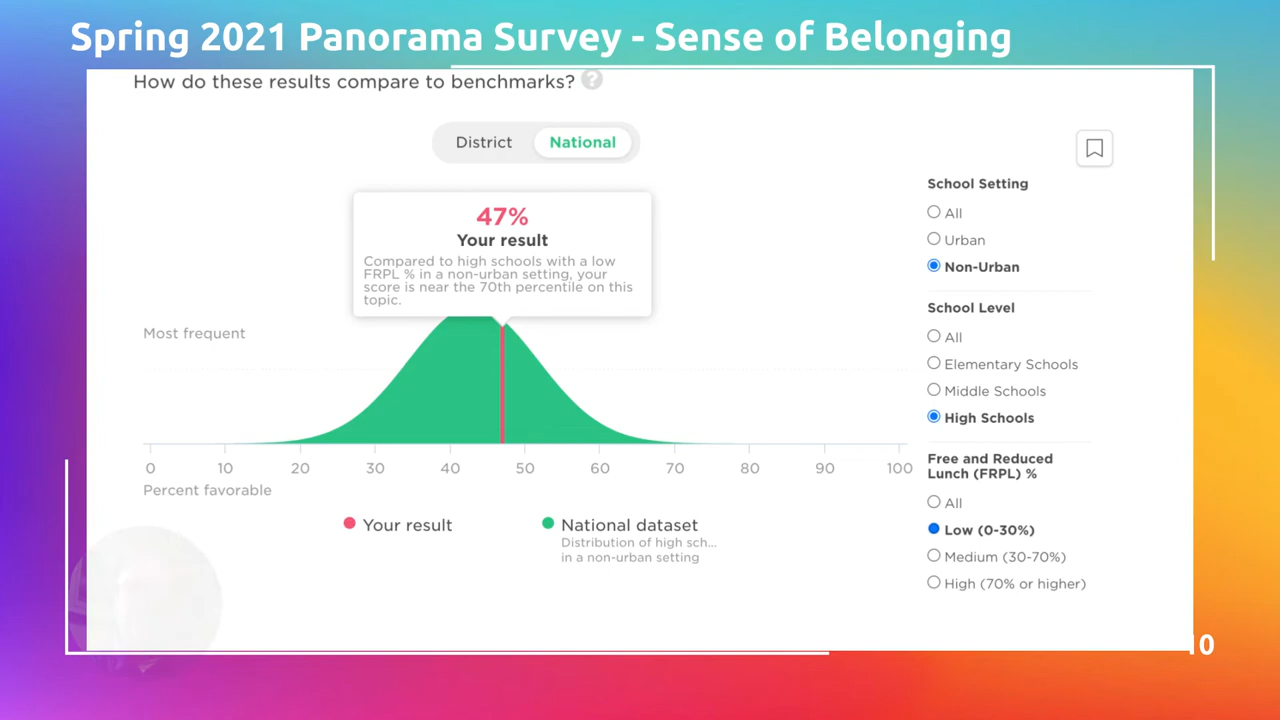 Spring 2021 Panorama Survey - Sense of Belonging
How do these results compare to benchmarks? ?
District National
47%
Your result
Compared to high schools with a low
FRPL % in a non-urban setting, your
score is near the 70th percentile on this
topic.
Most frequent
0 10 20 30 40 50 60 70 80 90 100
Percent favorable
Your result
National dataset
Distribution of high sch...
in a non-urban setting
School Setting
All
Urban
Non-Urban
School Level
All
Elementary Schools
Middle Schools
High Schools
Free and Reduced
Lunch (FRPL) %
All
Low (0-30%)
Medium (30-70%)
High (70% or higher)
10